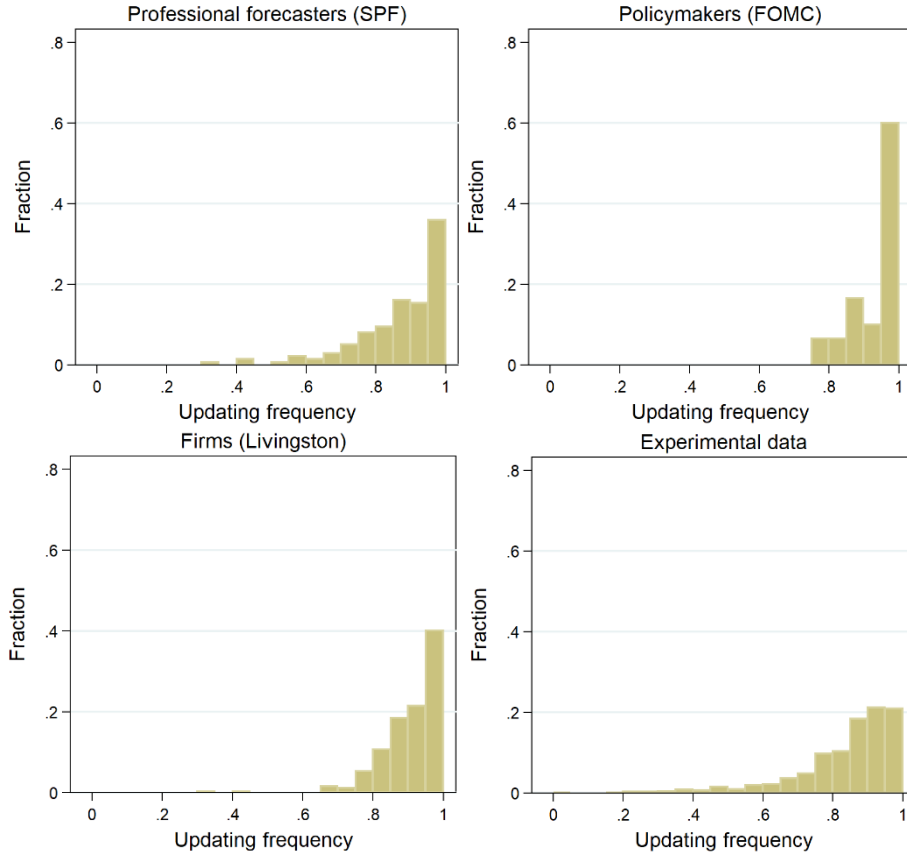 Professional forecasters (SPF)
.8
.6
.4
.2
0
Fraction
0 .2 .4 .6 .8 1
Updating frequency
Policymakers (FOMC)
.8
.6
.4
.2
0
Fraction
0 .2 .4 .6 .8 1
Updating frequency
Firms (Livingston)
.8
.6
.4
.2
0
Fraction
0 .2 .4 .6 .8 1
Updating frequency
Experimental data
.8
.6
.4
.2
0
Fraction
0 .2 .4 .6 .8 1
Updating frequency